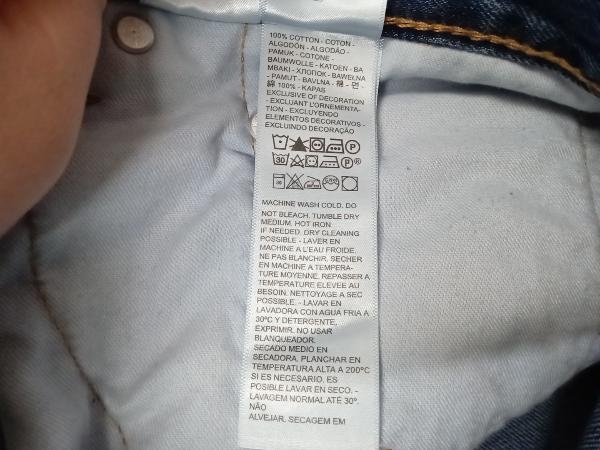 100% COTTON - COTON -
ALGODÓN - ALGODÃO -
PAMUK - COTONE -
BAUMWOLLE - KATOEN - BA
MBAKI - ХЛОПОК - BAWEŁNA
- PAMUT - BAVLNA - 棉 - 면 -
綿 100% - KAPAS
EXCLUSIVE OF DECORATION
- EXCLUANT L'ORNEMENTA-
TION - EXCLUYENDO
ELEMENTOS DECORATIVOS -
EXCLUINDO DECORAÇÃO
P
30 P ®
MACHINE WASH COLD. DO
NOT BLEACH. TUMBLE DRY
MEDIUM. HOT IRON
IF NEEDED. DRY CLEANING
POSSIBLE - LAVER EN
MACHINE A L'EAU FROIDE.
NE PAS BLANCHIR. SECHER
EN MACHINE A TEMPERA-
TURE MOYENNE. REPASSER A
TEMPERATURE ELEVEE AU
BESOIN. NETTOYAGE A SEC
POSSIBLE. - LAVAR EN
LAVADORA CON AGUA FRIA A
30ºC Y DETERGENTE,
EXPRIMIR. NO USAR
BLANQUEADOR.
SECADO MEDIO EN
SECADORA. PLANCHAR EN
TEMPERATURA ALTA A 200ºC
SI ES NECESARIO. ES
POSIBLE LAVAR EN SECO. -
LAVAGEM NORMAL ATÉ 30º.
NÃO
ALVEJAR. SECAGEM EM